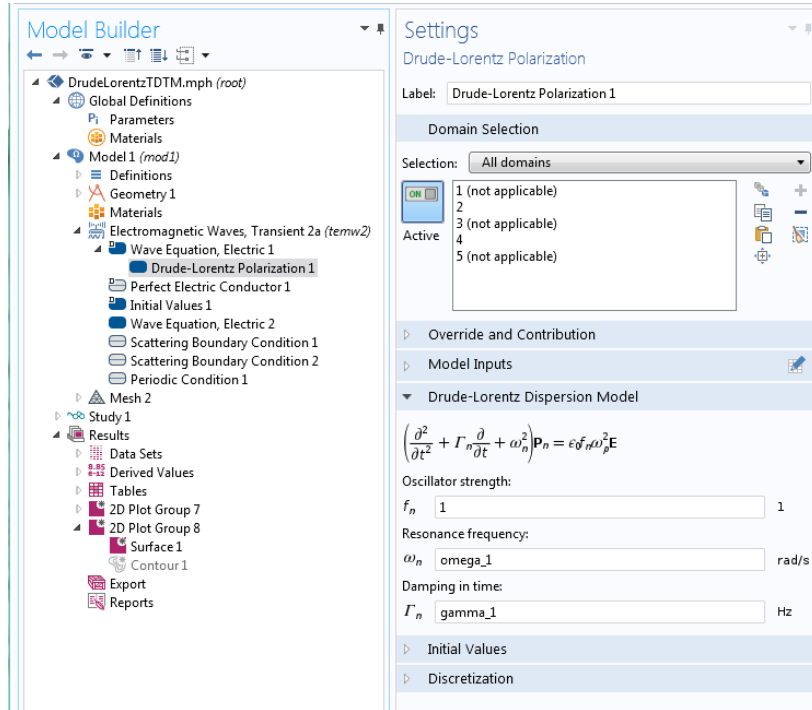 Model Builder
DrudeLorentzTDTM.mph (root)
Global Definitions
Pi Parameters
Materials
Model 1 (mod1)
Definitions
Geometry 1
Materials
Electromagnetic Waves, Transient 2a (temw2)
Wave Equation, Electric 1
Drude-Lorentz Polarization 1
Perfect Electric Conductor 1
Initial Values 1
Wave Equation, Electric 2
Scattering Boundary Condition 1
Scattering Boundary Condition 2
Periodic Condition 1
Mesh 2
Study 1
Results
Data Sets
8.85
e-12 Derived Values
Tables
2D Plot Group 7
2D Plot Group 8
Surface 1
Contour 1
Export
Reports
Settings
Drude-Lorentz Polarization
Label: Drude-Lorentz Polarization 1
Domain Selection
Selection: All domains
ON
Active
1 (not applicable)
2
3 (not applicable)
4
5 (not applicable)
Override and Contribution
Model Inputs
Drude-Lorentz Dispersion Model
(∂²/∂t² + Γn ∂/∂t + ωn²)Pn = ϵ0fnωp²E
Oscillator strength:
fn 1 1
Resonance frequency:
ωn omega_1 rad/s
Damping in time:
Γn gamma_1 Hz
Initial Values
Discretization